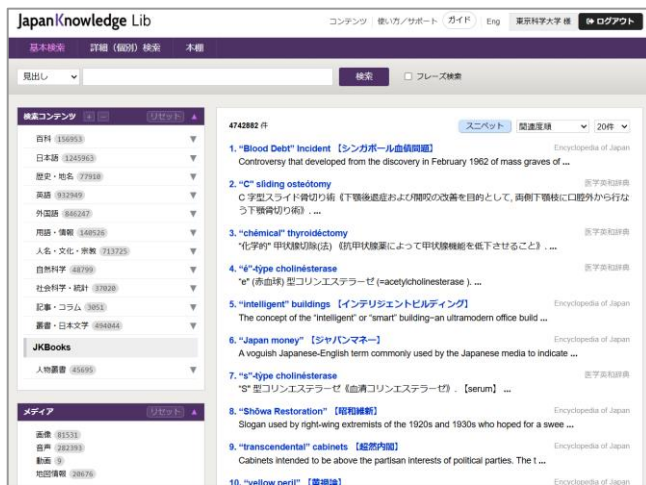 JapanKnowledge Lib
コンテンツ 使い方／サポート ガイド Eng 東京科学大学 様 ログアウト
基本検索 詳細（個別）検索 本棚
見出し 検索 フレーズ検索
検索コンテンツ + − リセット ▲
百科 156953 ▼
日本語 1245963 ▼
歴史・地名 77910 ▼
英語 932949 ▼
外国語 846247 ▼
用語・情報 140526 ▼
人名・文化・宗教 713725 ▼
自然科学 48799 ▼
社会科学・統計 37020 ▼
記事・コラム 3051 ▼
叢書・日本文学 494044 ▼
JKBooks
人物叢書 45695 ▼
メディア リセット ▲
画像 81531
音声 282393
動画 9
地図情報 20676
4742882 件 スニペット 関連度順 20件
1. “Blood Debt” Incident 【シンガポール血債問題】 Encyclopedia of Japan
Controversy that developed from the discovery in February 1962 of mass graves of ...
2. “C” sliding osteótomy 医学英和辞典
C 字型スライド骨切り術《下顎後退症および開咬の改善を目的として, 両側下顎枝に口腔外から行な
う下顎骨切り術》. ...
3. “chémical” thyroidéctomy 医学英和辞典
“化学的” 甲状腺切除(法) 《抗甲状腺薬によって甲状腺機能を低下させること》. ...
4. “é”-tỳpe cholinésterase 医学英和辞典
“e” (赤血球) 型コリンエステラーゼ (=acetylcholinesterase ). ...
5. “intelligent” buildings 【インテリジェントビルディング】 Encyclopedia of Japan
The concept of the “intelligent” or “smart” building–an ultramodern office build ...
6. “Japan money” 【ジャパンマネー】 Encyclopedia of Japan
A voguish Japanese-English term commonly used by the Japanese media to indicate ...
7. “s”-tỳpe cholinésterase 医学英和辞典
“S” 型コリンエステラーゼ《血清コリンエステラーゼ》. 【serum】 ...
8. “Shōwa Restoration” 【昭和維新】 Encyclopedia of Japan
Slogan used by right-wing extremists of the 1920s and 1930s who hoped for a swee ...
9. “transcendental” cabinets 【超然内閣】 Encyclopedia of Japan
Cabinets intended to be above the partisan interests of political parties. The t ...
10. “yellow peril” 【黄禍論】 Encyclopedia of Japan